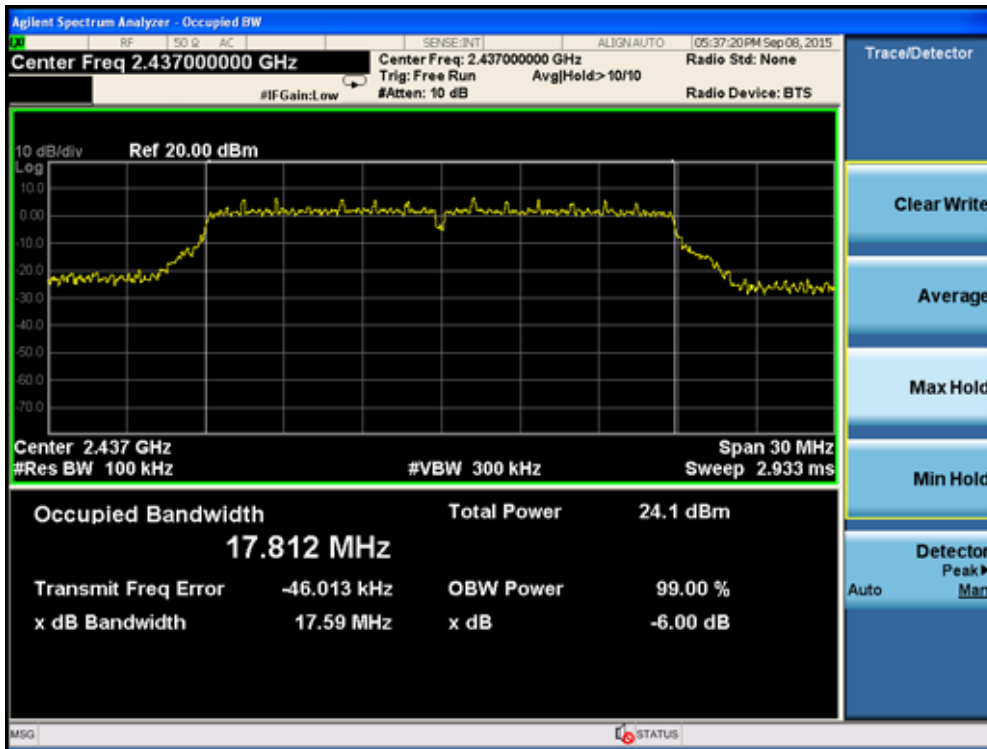 Agilent Spectrum Analyzer - Occupied BW
RF 50 Ω AC SENSE:INT ALIGN AUTO 05:37:20 PM Sep 08, 2015
Center Freq 2.437000000 GHz
Center Freq: 2.437000000 GHz
Radio Std: None
Trig: Free Run Avg|Hold:> 10/10
#IFGain:Low
#Atten: 10 dB
Radio Device: BTS
10 dB/div Ref 20.00 dBm
Log
10.0
0.00
-10.0
-20.0
-30.0
-40.0
-50.0
-60.0
-70.0
Center 2.437 GHz Span 30 MHz
#Res BW 100 kHz #VBW 300 kHz Sweep 2.933 ms
Occupied Bandwidth Total Power 24.1 dBm
17.812 MHz
Transmit Freq Error -46.013 kHz OBW Power 99.00 %
x dB Bandwidth 17.59 MHz x dB -6.00 dB
MSG STATUS
Trace/Detector
Clear Write
Average
Max Hold
Min Hold
Detector
Peak▶
Auto Man